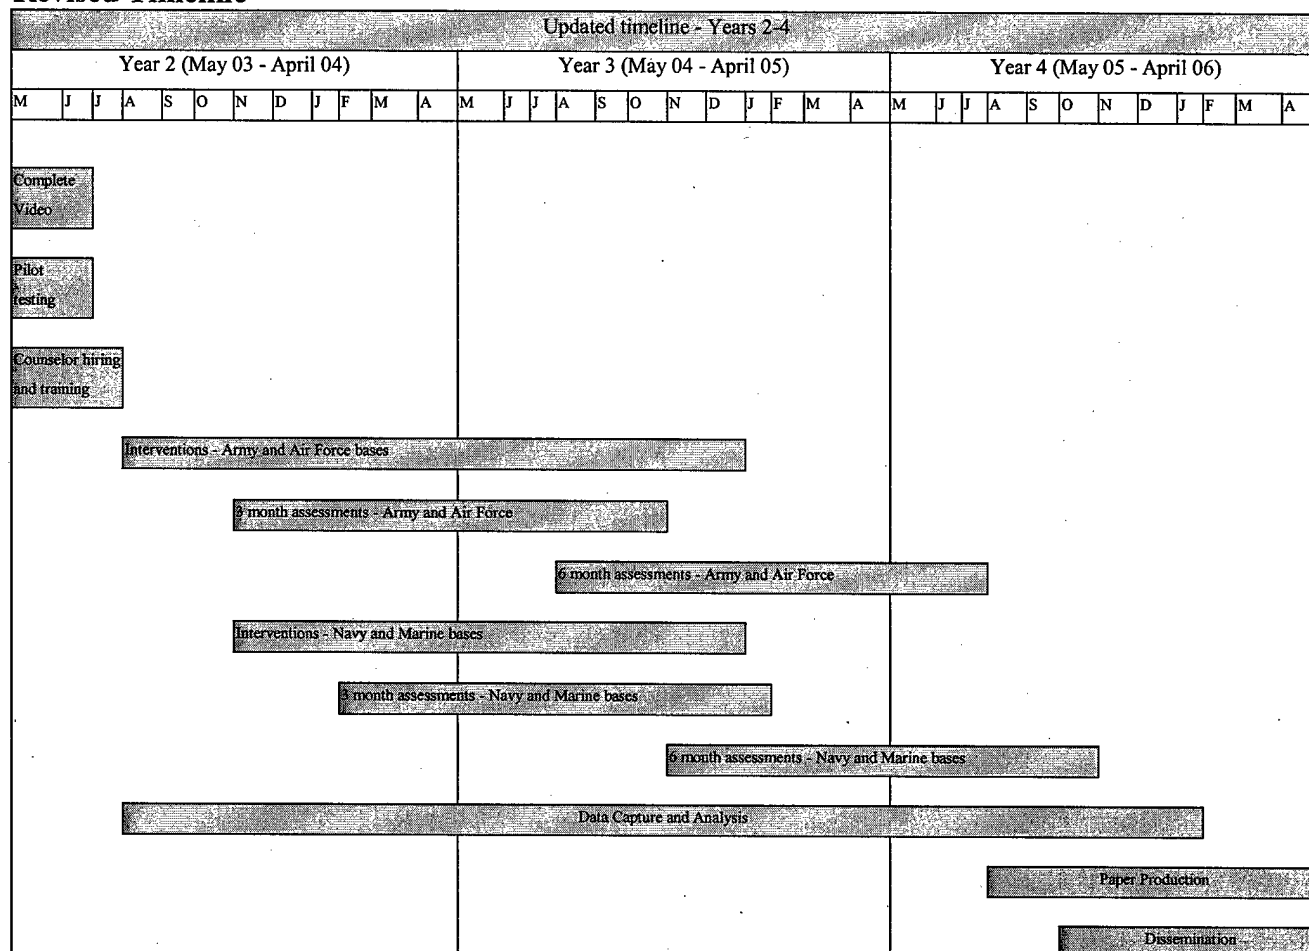 Revised Timeline
Updated timeline - Years 2-4
Year 2 (May 03 - April 04) Year 3 (May 04 - April 05) Year 4 (May 05 - April 06)
M J J A S O N D J F M A M J J A S O N D J F M A M J J A S O N D J F M A
Complete
Video
Pilot
testing
Counselor hiring
and training
Interventions - Army and Air Force bases
3 month assessments - Army and Air Force
6 month assessments - Army and Air Force
Interventions - Navy and Marine bases
3 month assessments - Navy and Marine bases
6 month assessments - Navy and Marine bases
Data Capture and Analysis
Paper Production
Dissemination